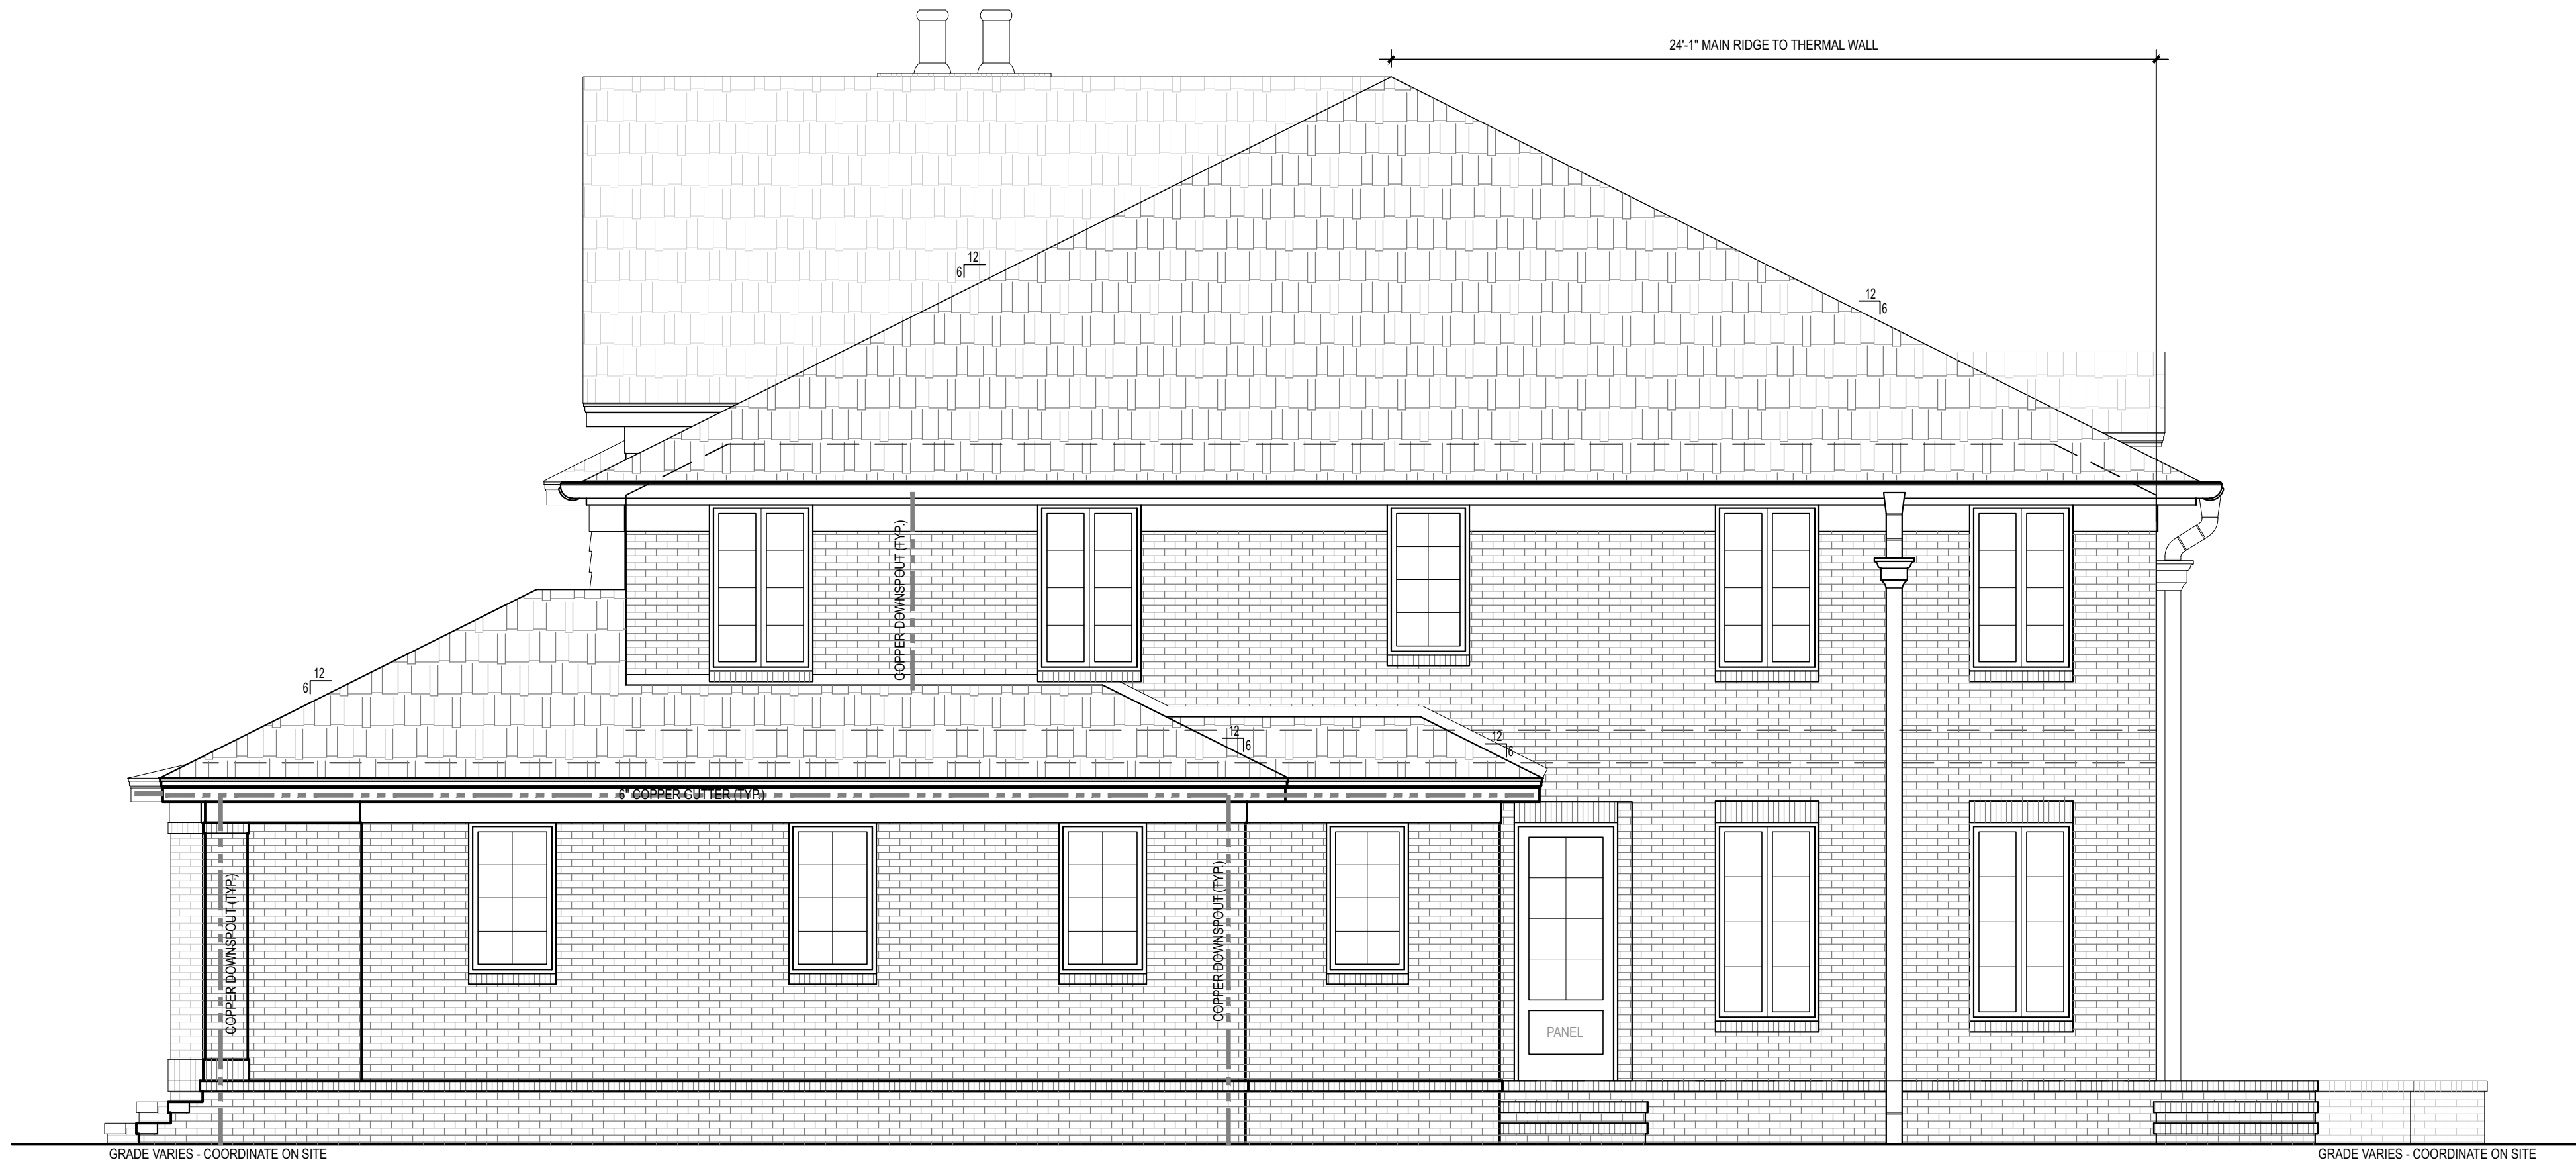 24'-1" MAIN RIDGE TO THERMAL WALL
12
6
12
6
COPPER DOWNSPOUT (TYP.)
12
6
12
6
12
6
6" COPPER GUTTER (TYP.)
COPPER DOWNSPOUT (TYP.)
COPPER DOWNSPOUT (TYP.)
PANEL
GRADE VARIES - COORDINATE ON SITE
GRADE VARIES - COORDINATE ON SITE